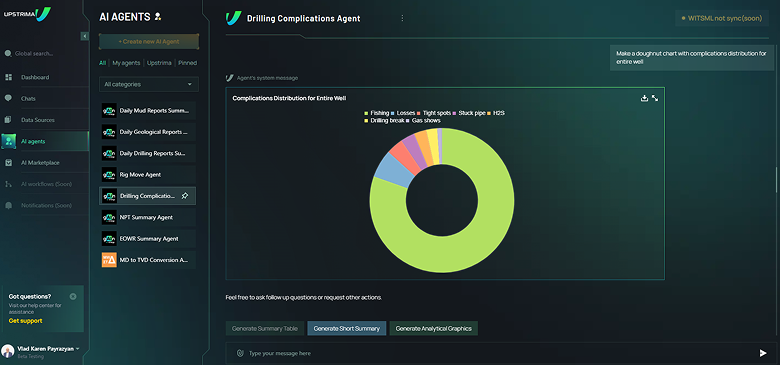 UPSTRIMA
AI AGENTS
Drilling Complications Agent
WITSML not sync(soon)
Global search...
+ Create new AI Agent
Make a doughnut chart with complications distribution for
entire well
All
My agents
Upstrima
Pinned
Dashboard
Agent's system message
All categories
Chats
Complications Distribution for Entire Well
Daily Mud Reports Summ...
Fishing
Losses
Tight spots
Stuck pipe
H2S
Data Sources
Drilling break
Gas shows
Daily Geological Reports ...
AI agents
Daily Drilling Reports Su...
AI Marketplace
Rig Move Agent
AI workflows (Soon)
Drilling Complicatio...
Notifications (Soon)
NPT Summary Agent
EOWR Summary Agent
MD to TVD Conversion A...
Got questions?
Visit our help center for
assistance
Get support
Feel free to ask follow up questions or request other actions.
Generate Summary Table
Generate Short Summary
Generate Analytical Graphics
Vlad Karen Payrazyan
Beta Testing
Type your message here